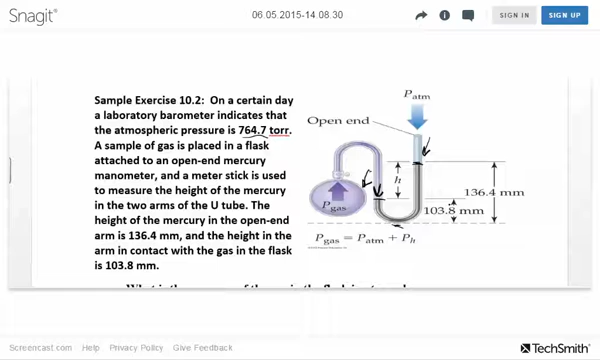 Snagit®
06.05.2015-14.08.30
SIGN IN
SIGN UP
Sample Exercise 10.2: On a certain day
a laboratory barometer indicates that
the atmospheric pressure is 764.7 torr.
A sample of gas is placed in a flask
attached to an open-end mercury
manometer, and a meter stick is used
to measure the height of the mercury
in the two arms of the U tube. The
height of the mercury in the open-end
arm is 136.4 mm, and the height in the
arm in contact with the gas in the flask
is 103.8 mm.
Patm
Open end
h
136.4 mm
103.8 mm
Pgas
Pgas = Patm + Ph
Screencast.com Help Privacy Policy Give Feedback
TechSmith®